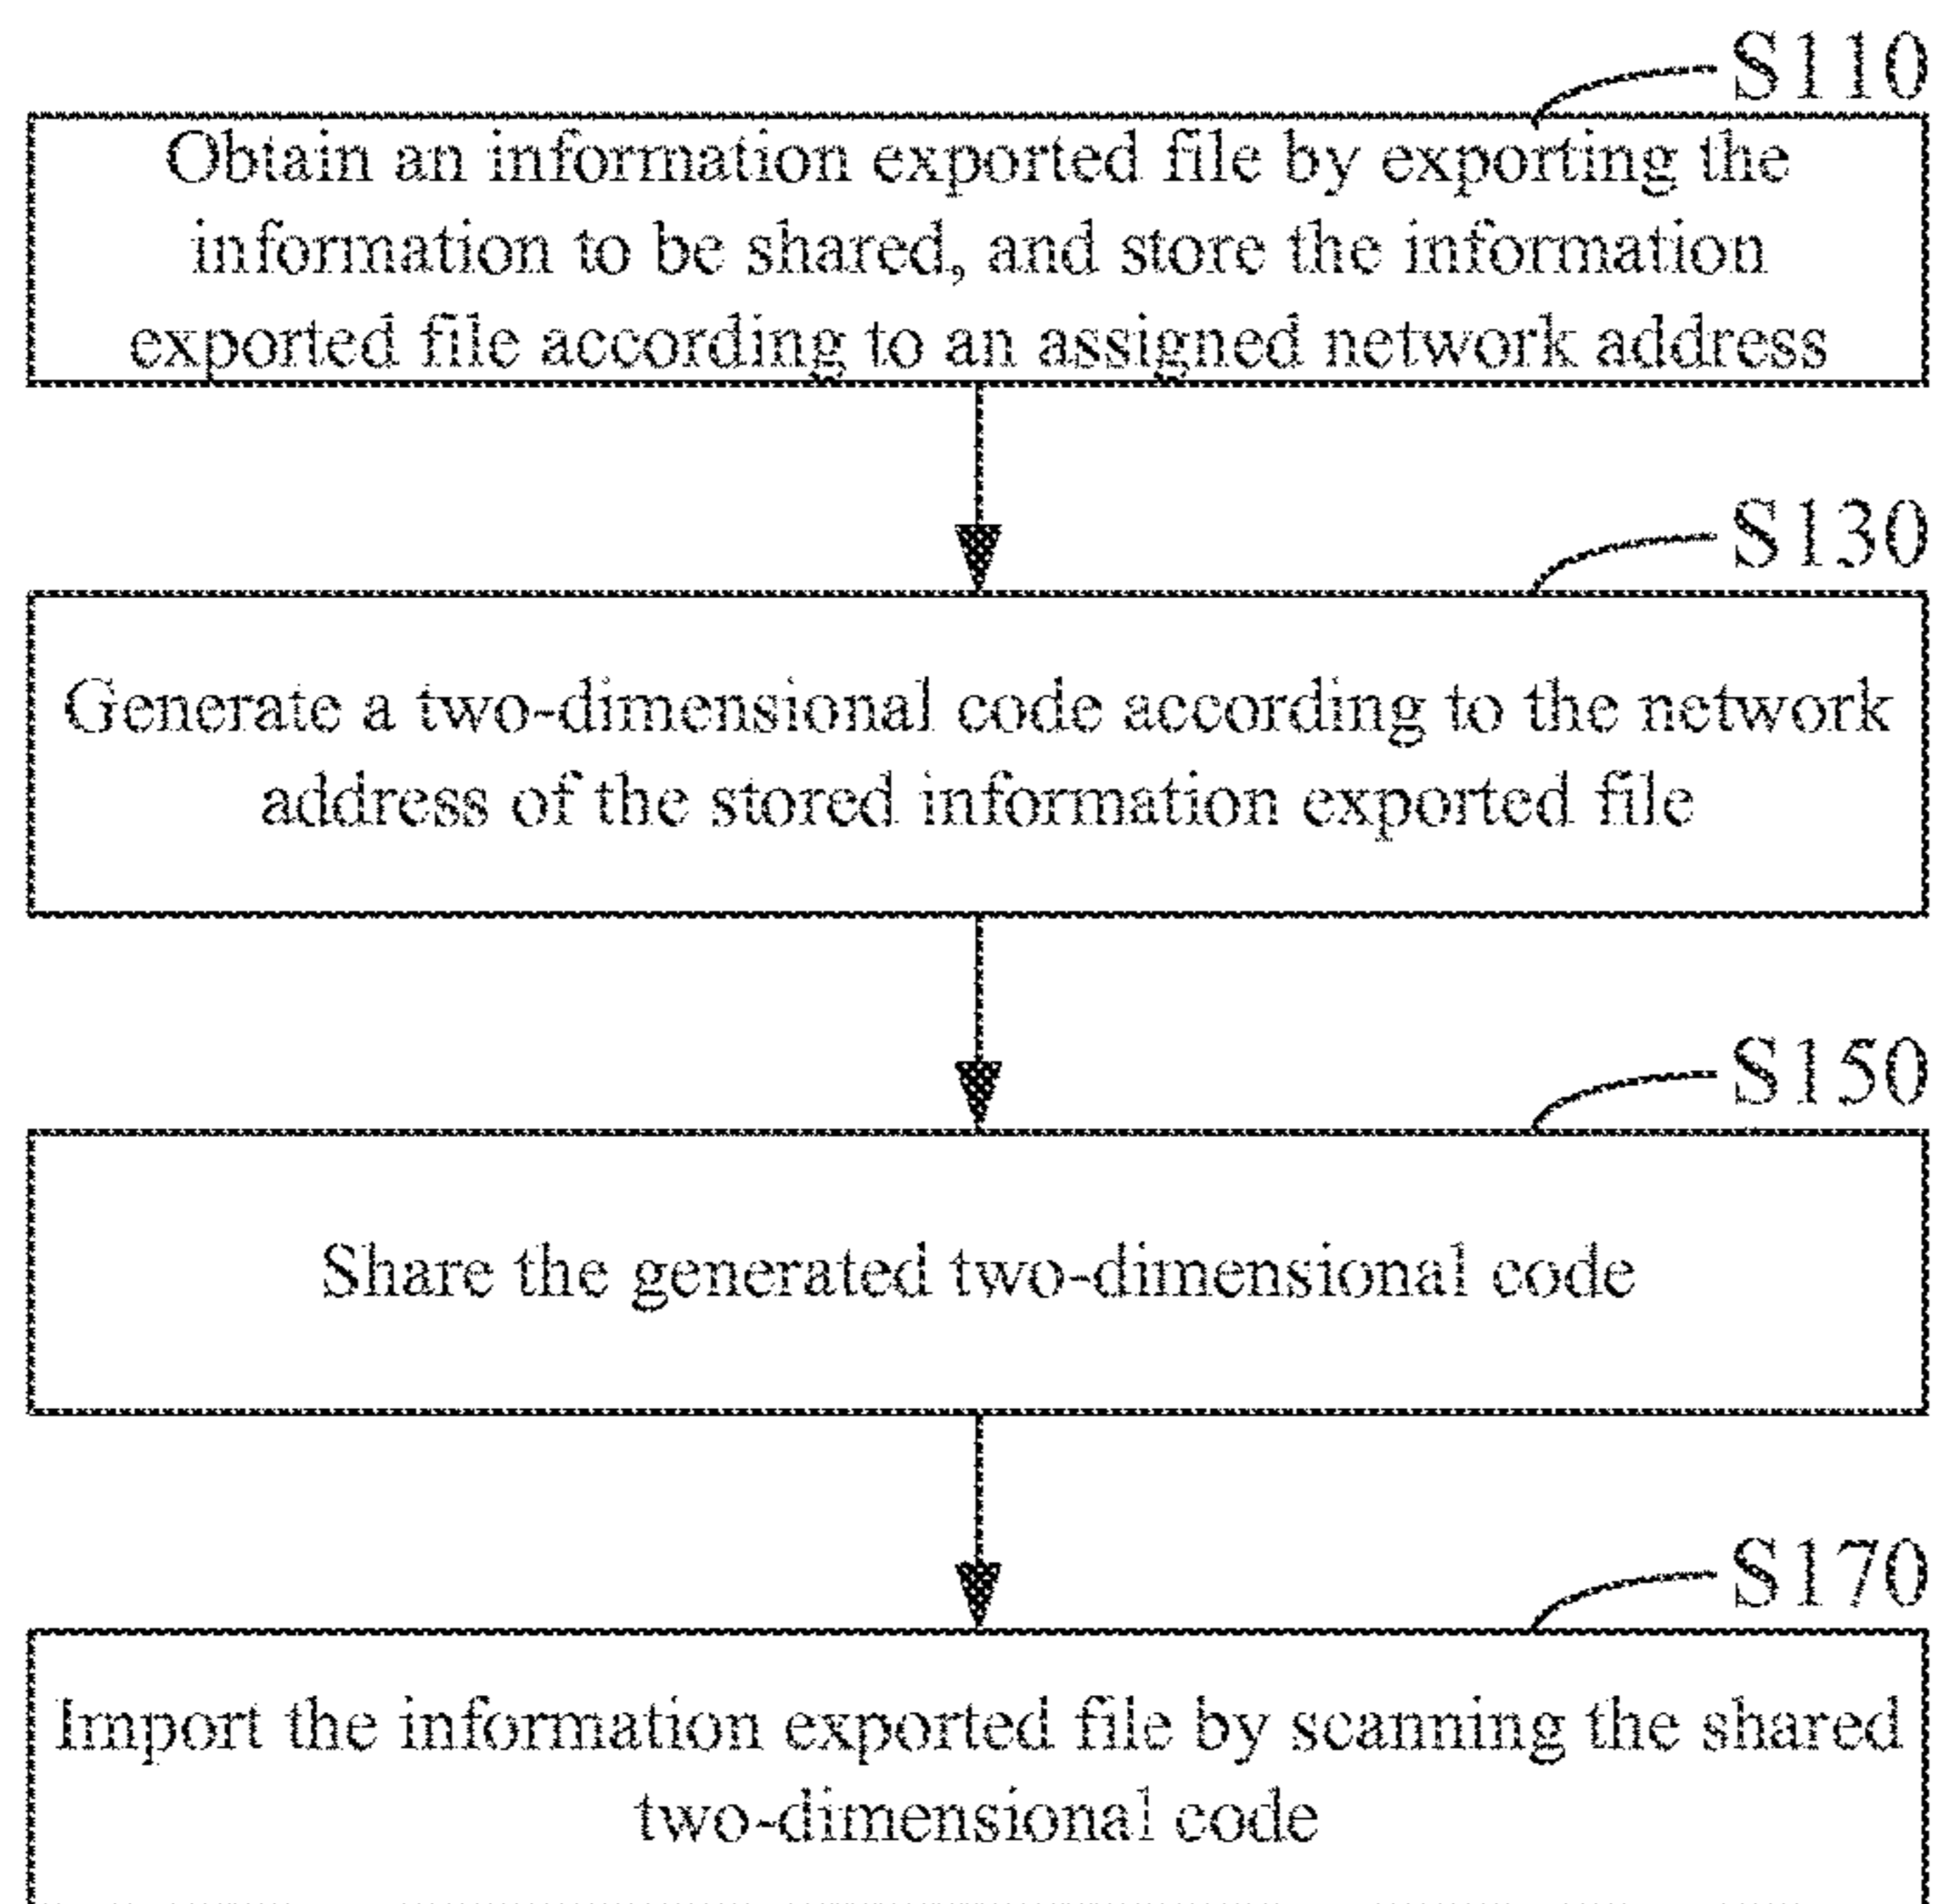 S110
Obtain an information exported file by exporting the
information to be shared, and store the information
exported file according to an assigned network address
S130
Generate a two-dimensional code according to the network
address of the stored information exported file
S150
Share the generated two-dimensional code
S170
Import the information exported file by scanning the shared
two-dimensional code